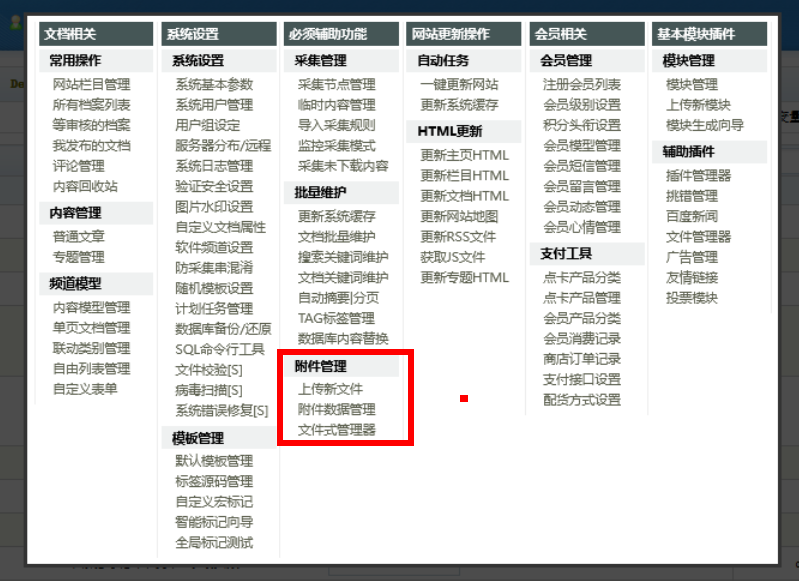 文档相关
常用操作
网站栏目管理
所有档案列表
等审核的档案
我发布的文档
评论管理
内容回收站
内容管理
普通文章
专题管理
频道模型
内容模型管理
单页文档管理
联动类别管理
自由列表管理
自定义表单
系统设置
系统设置
系统基本参数
系统用户管理
用户组设定
服务器分布/远程
系统日志管理
验证安全设置
图片水印设置
自定义文档属性
软件频道设置
防采集串混淆
随机模板设置
计划任务管理
数据库备份/还原
SQL命令行工具
文件校验[S]
病毒扫描[S]
系统错误修复[S]
模板管理
默认模板管理
标签源码管理
自定义宏标记
智能标记向导
全局标记测试
必须辅助功能
采集管理
采集节点管理
临时内容管理
导入采集规则
监控采集模式
采集未下载内容
批量维护
更新系统缓存
文档批量维护
搜索关键词维护
文档关键词维护
自动摘要|分页
TAG标签管理
数据库内容替换
附件管理
上传新文件
附件数据管理
文件式管理器
网站更新操作
自动任务
一键更新网站
更新系统缓存
HTML更新
更新主页HTML
更新栏目HTML
更新文档HTML
更新网站地图
更新RSS文件
获取JS文件
更新专题HTML
会员相关
会员管理
注册会员列表
会员级别设置
积分头衔设置
会员模型管理
会员短信管理
会员留言管理
会员动态管理
会员心情管理
支付工具
点卡产品分类
点卡产品管理
会员产品分类
会员消费记录
商店订单记录
支付接口设置
配货方式设置
基本模块插件
模块管理
模块管理
上传新模块
模块生成向导
辅助插件
插件管理器
挑错管理
百度新闻
文件管理器
广告管理
友情链接
投票模块